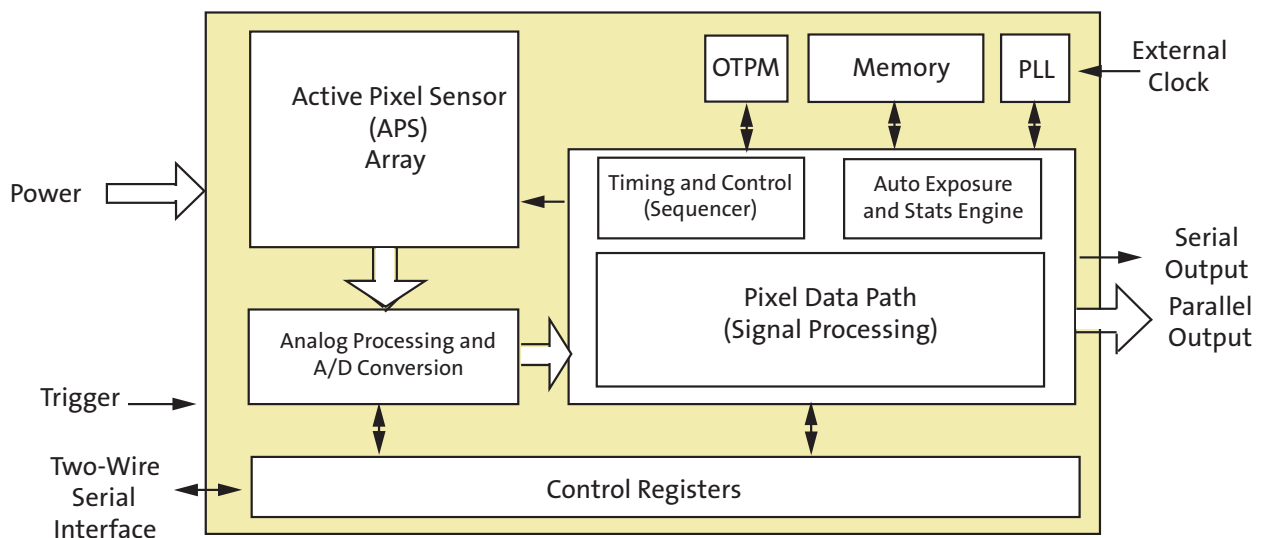 Active Pixel Sensor
(APS)
Array
OTPM
Memory
PLL
External
Clock
Power
Timing and Control
(Sequencer)
Auto Exposure
and Stats Engine
Serial
Output
Pixel Data Path
(Signal Processing)
Parallel
Output
Analog Processing and
A/D Conversion
Trigger
Two-Wire
Serial
Interface
Control Registers